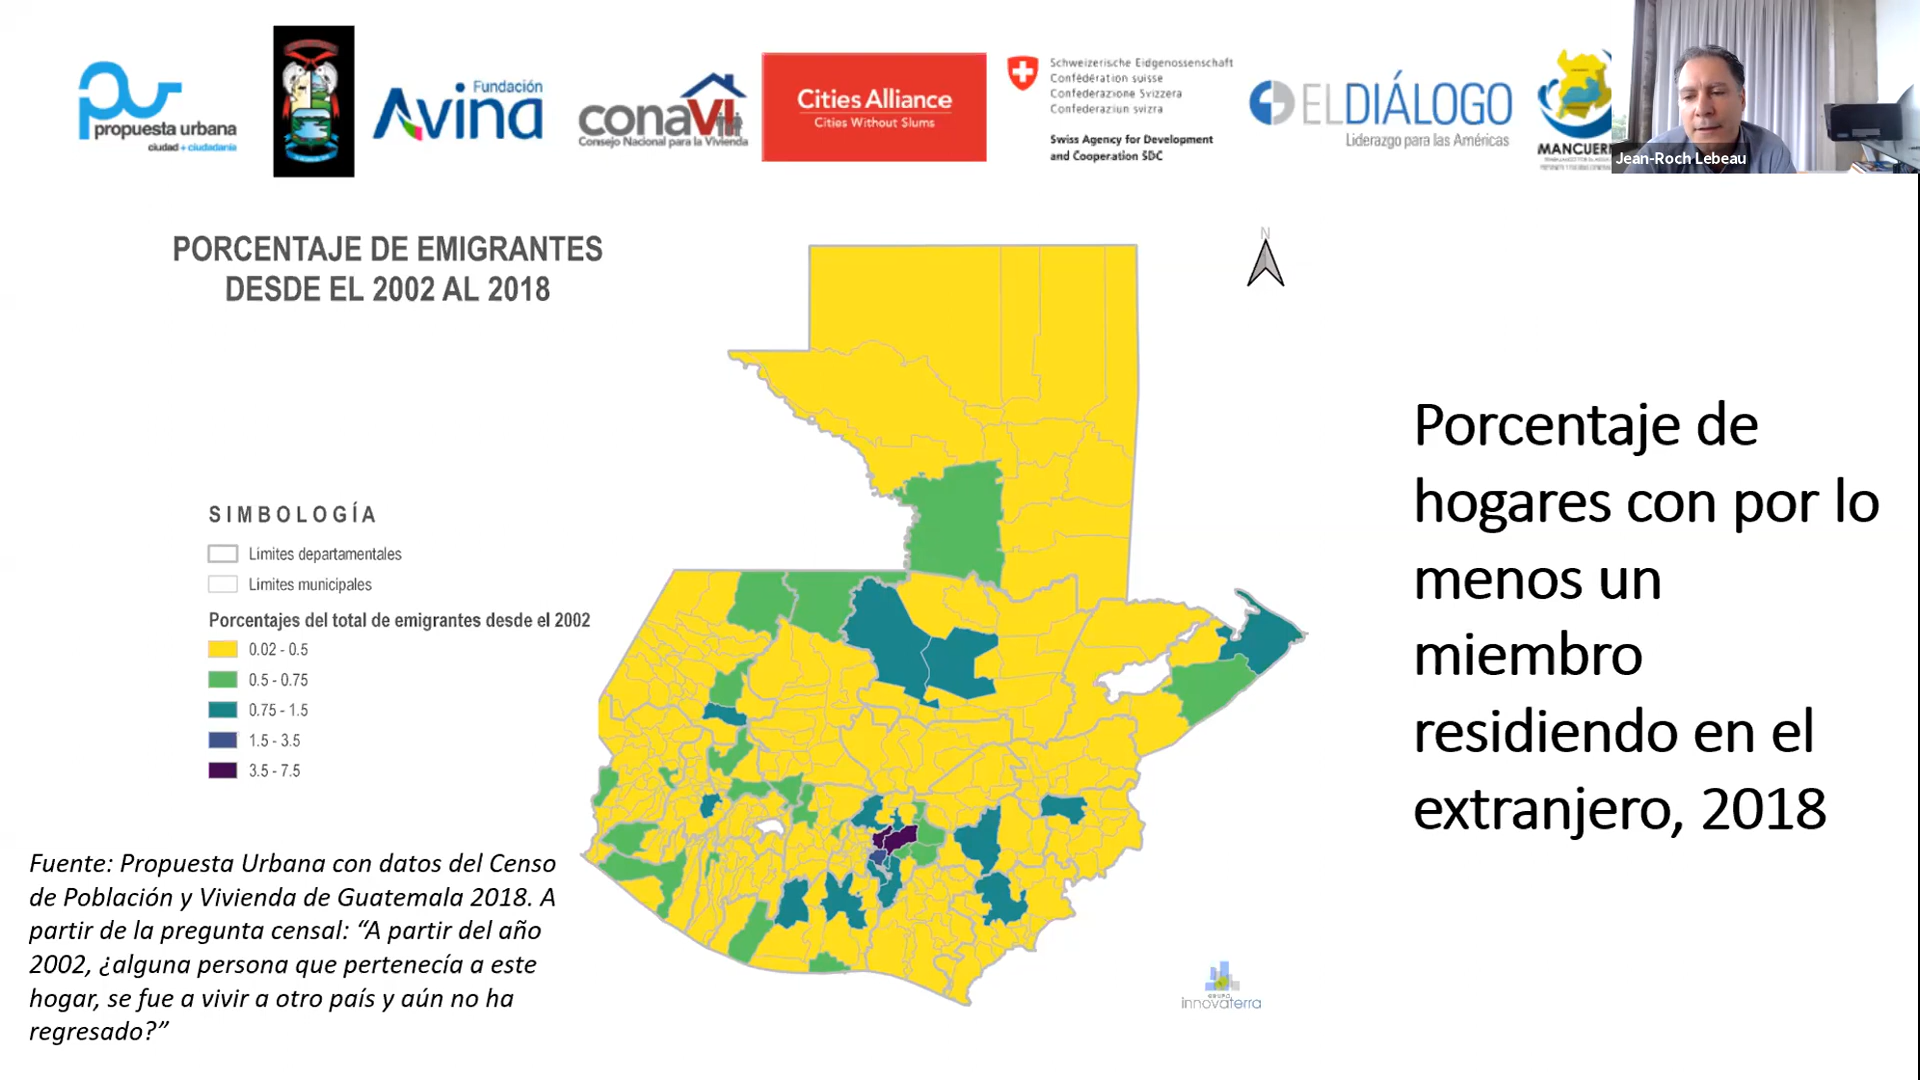 pur
propuesta urbana
ciudad + ciudadanía
Fundación
Avina
conaVI
Consejo Nacional para la Vivienda
Cities Alliance
Cities Without Slums
Schweizerische Eidgenossenschaft
Confédération suisse
Confederazione Svizzera
Confederaziun svizra
Swiss Agency for Development
and Cooperation SDC
EL DIÁLOGO
Liderazgo para las Américas
MANCUERN
Jean-Roch Lebeau
PORCENTAJE DE EMIGRANTES
DESDE EL 2002 AL 2018
N
SIMBOLOGÍA
Limites departamentales
Limites municipales
Porcentajes del total de emigrantes desde el 2002
0.02 - 0.5
0.5 - 0.75
0.75 - 1.5
1.5 - 3.5
3.5 - 7.5
Fuente: Propuesta Urbana con datos del Censo
de Población y Vivienda de Guatemala 2018. A
partir de la pregunta censal: “A partir del año
2002, ¿alguna persona que pertenecía a este
hogar, se fue a vivir a otro país y aún no ha
regresado?”
Porcentaje de
hogares con por lo
menos un
miembro
residiendo en el
extranjero, 2018
GRUPO
innovaterra